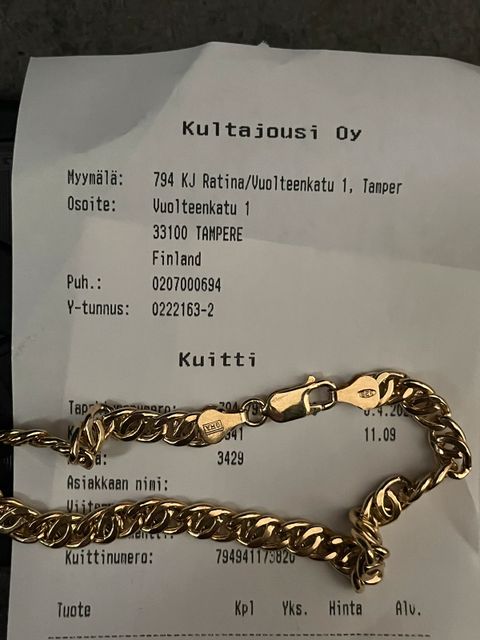 Kultajousi Oy
Myymälä: 794 KJ Ratina/Vuolteenkatu 1, Tamper
Osoite: Vuolteenkatu 1
33100 TAMPERE
Finland
Puh.: 0207000694
Y-tunnus: 0222163-2
Kuitti
11.09
3429
Asiakkaan nimi:
Kuittinumero:
Tuote Kpl Yks. Hinta Alv.